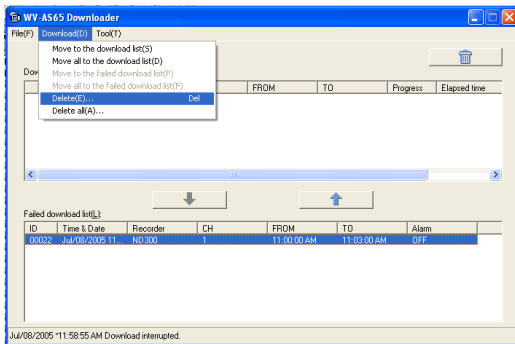 WV-AS65 Downloader
File(F) Download(D) Tool(T)
Move to the download list(S)
Move all to the download list(D)
Move to the failed download list(P)
Move all to the failed download list(F)
Delete(E)... Del
Delete all(A)...
Dow
FROM TO Progress Elapsed time
Failed download list(L):
ID Time & Date Recorder CH FROM TO Alarm
00022 Jul/08/2005 11... ND300 1 11:00:00 AM 11:03:00 AM OFF
Jul/08/2005 *11:58:55 AM Download interrupted.